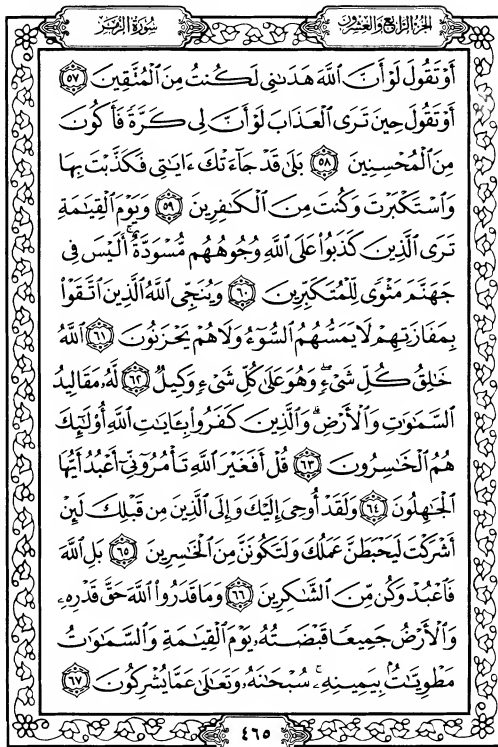 الجزء الرابع والعشرون
سورة الزمر
أَوْ تَقُولَ لَوْ أَنَّ ٱللَّهَ هَدَىٰنِى لَكُنتُ مِنَ ٱلْمُتَّقِينَ ٥٧
أَوْ تَقُولَ حِينَ تَرَى ٱلْعَذَابَ لَوْ أَنَّ لِى كَرَّةً فَأَكُونَ
مِنَ ٱلْمُحْسِنِينَ ٥٨ بَلَىٰ قَدْ جَآءَتْكَ ءَايَٰتِى فَكَذَّبْتَ بِهَا
وَٱسْتَكْبَرْتَ وَكُنتَ مِنَ ٱلْكَٰفِرِينَ ٥٩ وَيَوْمَ ٱلْقِيَٰمَةِ
تَرَى ٱلَّذِينَ كَذَبُوا۟ عَلَى ٱللَّهِ وُجُوهُهُم مُّسْوَدَّةٌ ۚ أَلَيْسَ فِى
جَهَنَّمَ مَثْوًى لِّلْمُتَكَبِّرِينَ ٦٠ وَيُنَجِّى ٱللَّهُ ٱلَّذِينَ ٱتَّقَوْا۟
بِمَفَازَتِهِمْ لَا يَمَسُّهُمُ ٱلسُّوٓءُ وَلَا هُمْ يَحْزَنُونَ ٦١ ٱللَّهُ
خَٰلِقُ كُلِّ شَىْءٍ ۖ وَهُوَ عَلَىٰ كُلِّ شَىْءٍ وَكِيلٌ ٦٢ لَّهُۥ مَقَالِيدُ
ٱلسَّمَٰوَٰتِ وَٱلْأَرْضِ ۗ وَٱلَّذِينَ كَفَرُوا۟ بِـَٔايَٰتِ ٱللَّهِ أُو۟لَٰٓئِكَ
هُمُ ٱلْخَٰسِرُونَ ٦٣ قُلْ أَفَغَيْرَ ٱللَّهِ تَأْمُرُوٓنِّىٓ أَعْبُدُ أَيُّهَا
ٱلْجَٰهِلُونَ ٦٤ وَلَقَدْ أُوحِىَ إِلَيْكَ وَإِلَى ٱلَّذِينَ مِن قَبْلِكَ لَئِنْ
أَشْرَكْتَ لَيَحْبَطَنَّ عَمَلُكَ وَلَتَكُونَنَّ مِنَ ٱلْخَٰسِرِينَ ٦٥ بَلِ ٱللَّهَ
فَٱعْبُدْ وَكُن مِّنَ ٱلشَّٰكِرِينَ ٦٦ وَمَا قَدَرُوا۟ ٱللَّهَ حَقَّ قَدْرِهِۦ
وَٱلْأَرْضُ جَمِيعًا قَبْضَتُهُۥ يَوْمَ ٱلْقِيَٰمَةِ وَٱلسَّمَٰوَٰتُ
مَطْوِيَّٰتٌۢ بِيَمِينِهِۦ ۚ سُبْحَٰنَهُۥ وَتَعَٰلَىٰ عَمَّا يُشْرِكُونَ ٦٧
٤٦٥